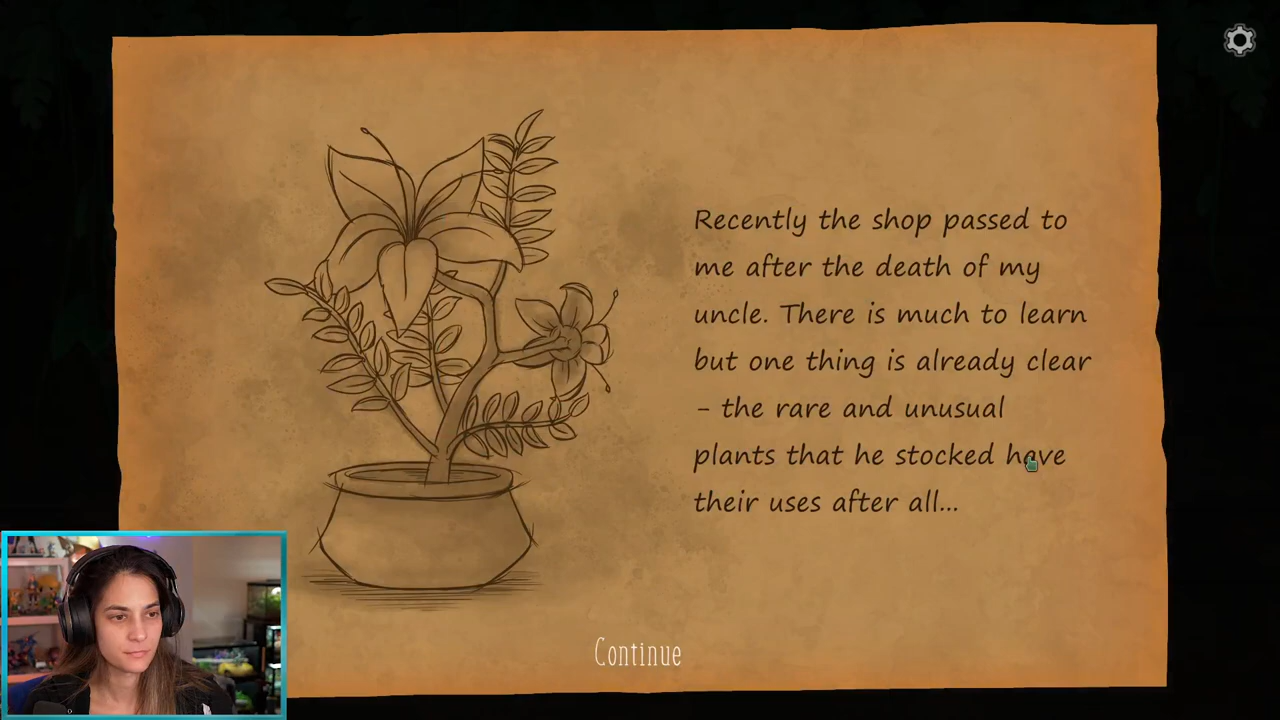 Recently the shop passed to
me after the death of my
uncle. There is much to learn
but one thing is already clear
- the rare and unusual
plants that he stocked have
their uses after all...
Continue